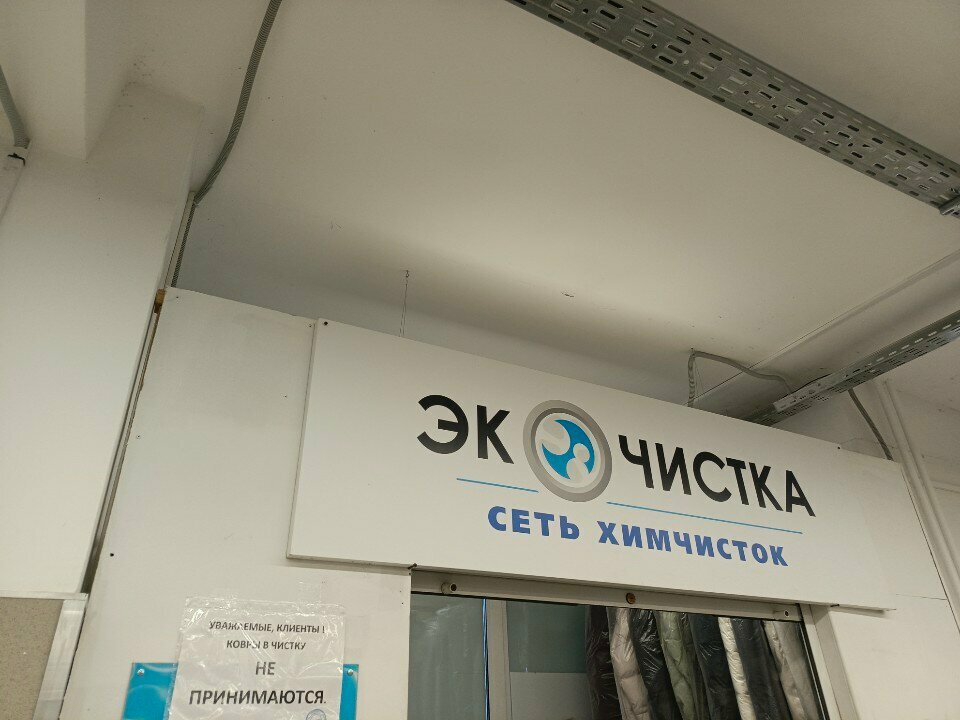 ЭКОЧИСТКА
СЕТЬ ХИМЧИСТОК
УВАЖАЕМЫЕ, КЛИЕНТЫ !
КОВРЫ В ЧИСТКУ
НЕ
ПРИНИМАЮТСЯ.